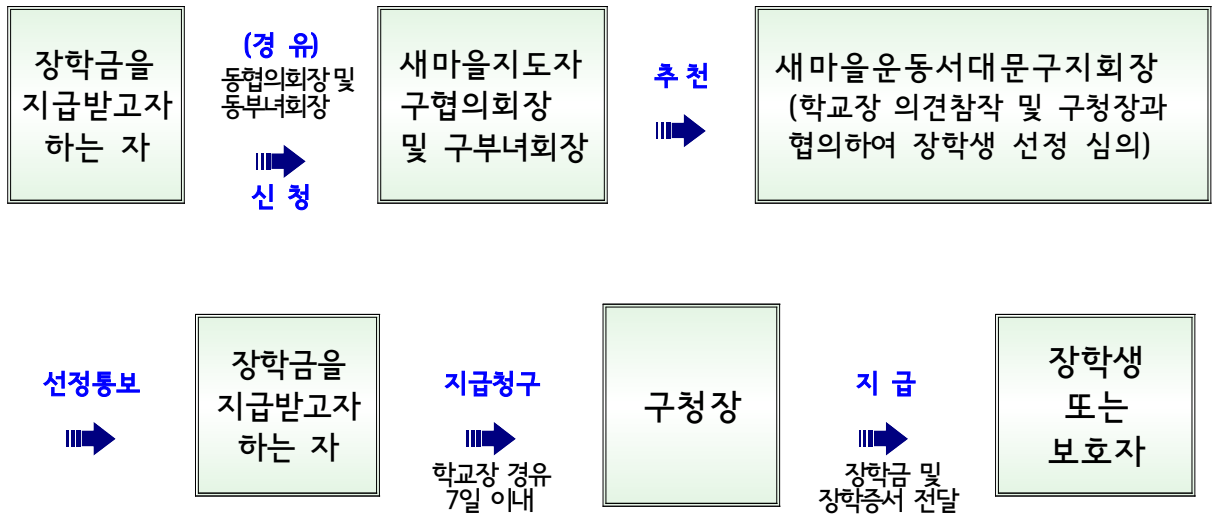 장학금을
지급받고자
하는 자
(경 유)
동협의회장 및
동부녀회장
신 청
새마을지도자
구협의회장
및 구부녀회장
추 천
새마을운동서대문구지회장
(학교장 의견참작 및 구청장과
협의하여 장학생 선정 심의)
선정통보
장학금을
지급받고자
하는 자
지급청구
학교장 경유
7일 이내
구청장
지 급
장학금 및
장학증서 전달
장학생
또는
보호자